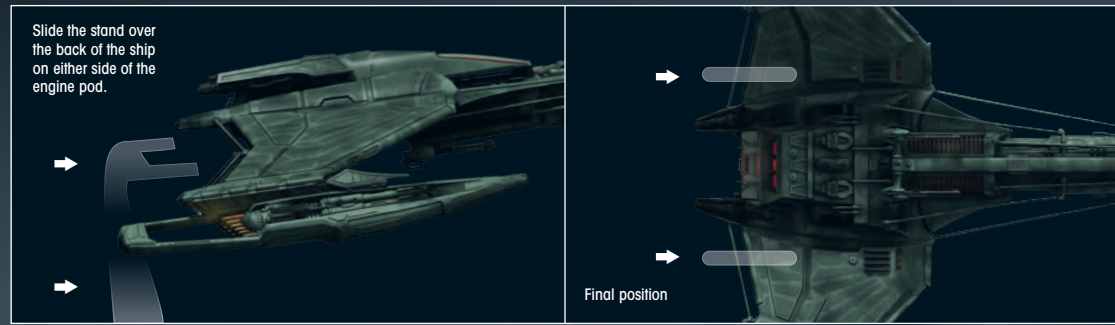 Slide the stand over
the back of the ship
on either side of the
engine pod.
Final position